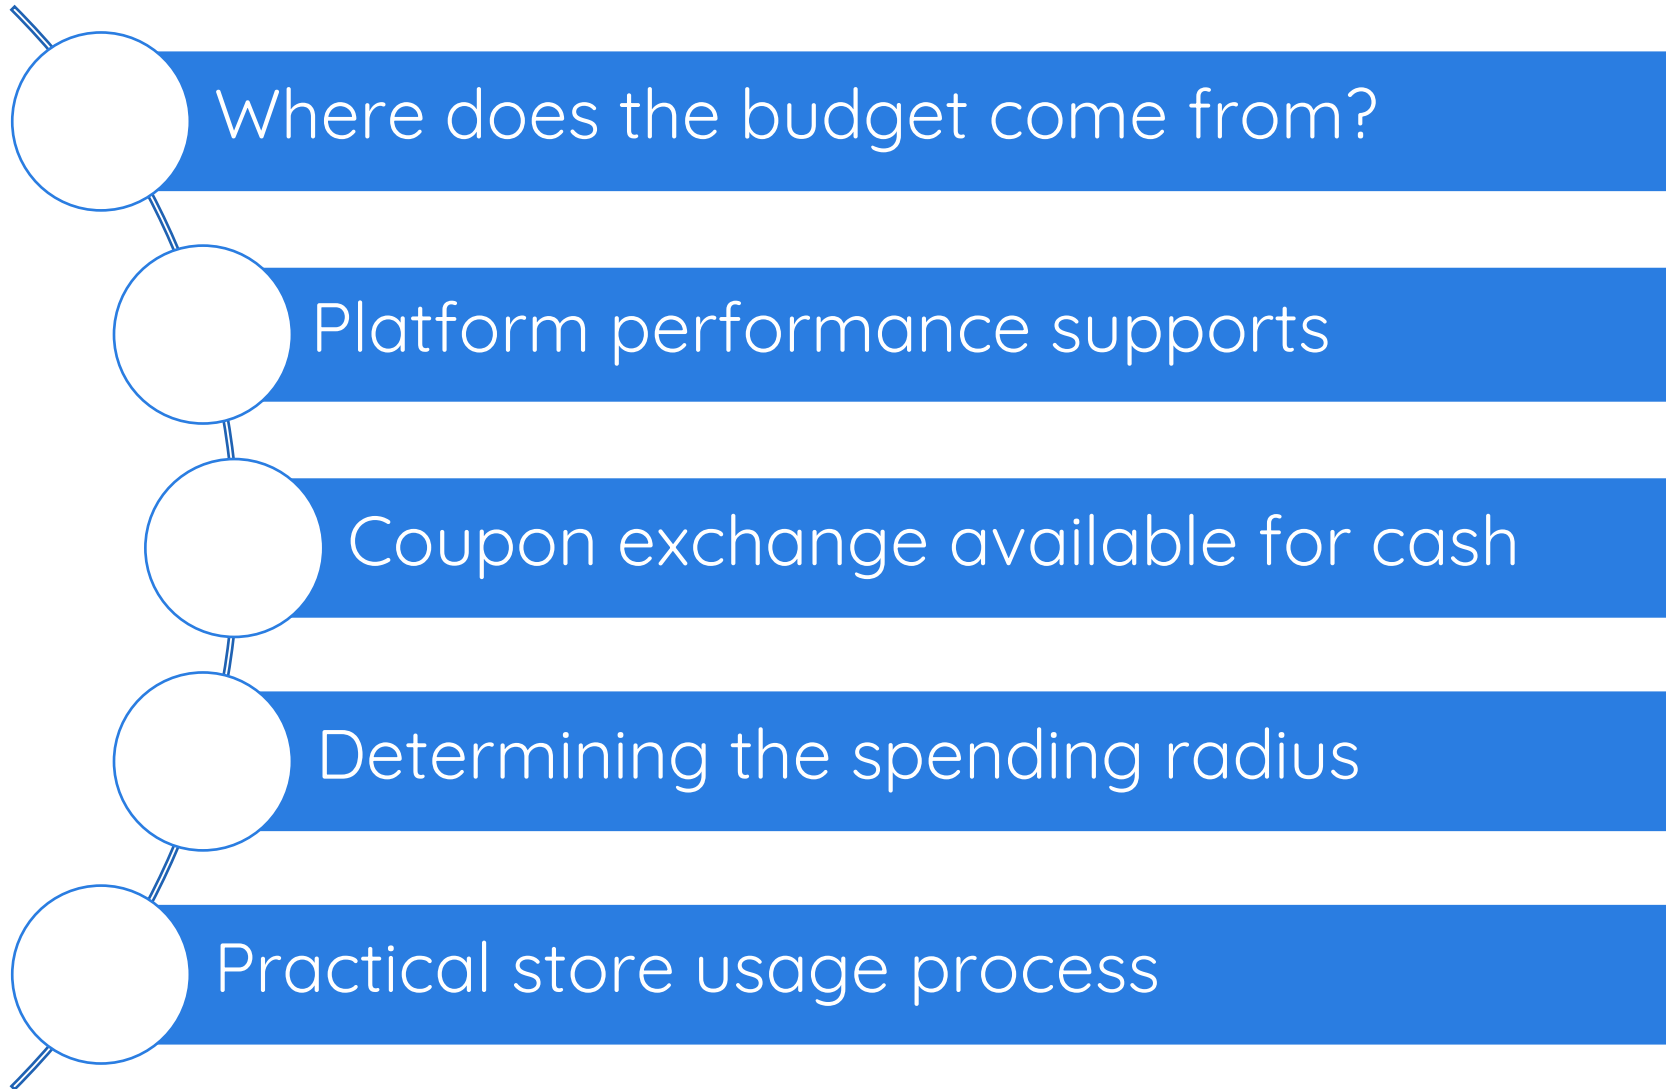 Where does the budget come from?
Platform performance supports
Coupon exchange available for cash
Determining the spending radius
Practical store usage process